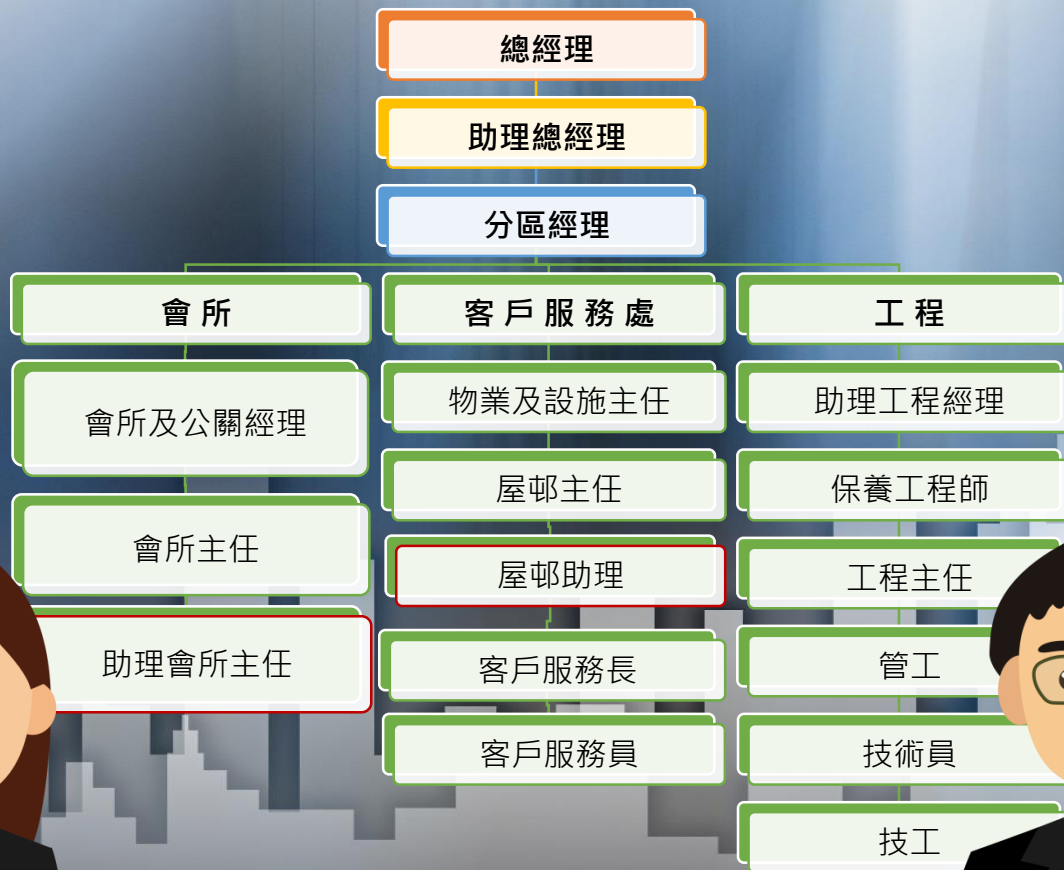 總經理
助理總經理
分區經理
會所
會所及公關經理
會所主任
助理會所主任
客戶服務處
物業及設施主任
屋邨主任
屋邨助理
客戶服務長
客戶服務員
工程
助理工程經理
保養工程師
工程主任
管工
技術員
技工